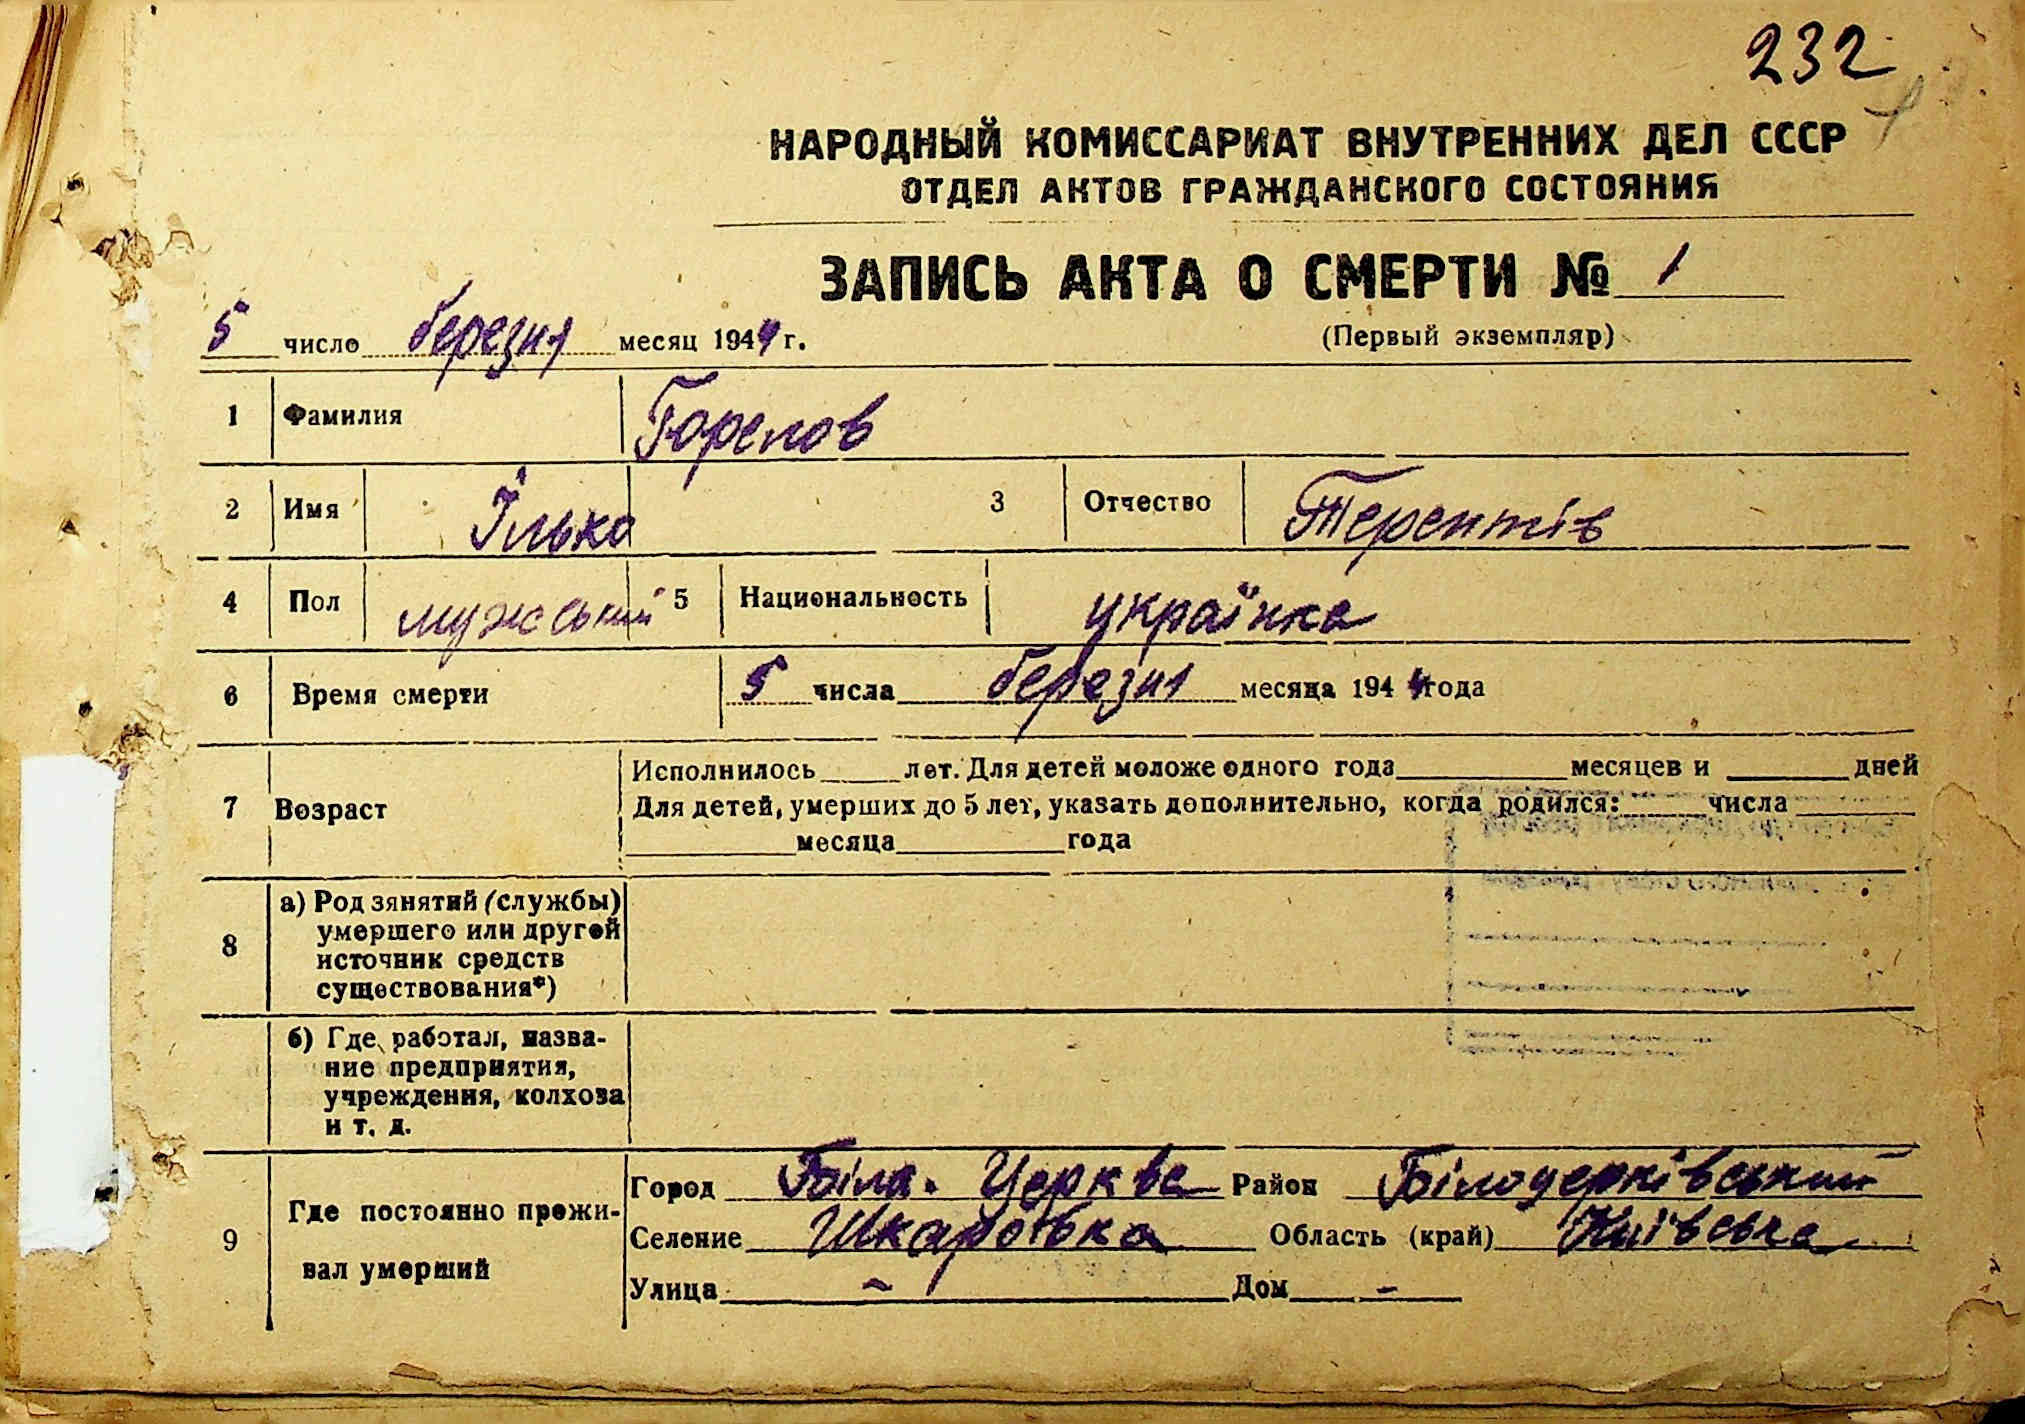 232
НАРОДНЫЙ КОМИССАРИАТ ВНУТРЕННИХ ДЕЛ СССР
ОТДЕЛ АКТОВ ГРАЖДАНСКОГО СОСТОЯНИЯ
ЗАПИСЬ АКТА О СМЕРТИ № 1
5 число березня месяц 1944 г. (Первый экземпляр)
1 Фамилия
2 Имя Ілько 3 Отчество Терентів
4 Пол мужський 5 Национальность українка
6 Время смерти 5 числа березня месяца 1944 года
Исполнилось лет. Для детей моложе одного года месяцев и дней
7 Возраст Для детей, умерших до 5 лет, указать дополнительно, когда родился: числа
месяца года
8 а) Род зянятий (службы)
умершего или другой
источник средств
существования*)
б) Где работал, назва-
ние предприятия,
учреждения, колхоза
и т. д.
9 Где постоянно прожи-
вал умерший
Город Біла. Церква Район Білоцерківський
Селение Шкаровка Область (край) Київська
Улица – Дом –